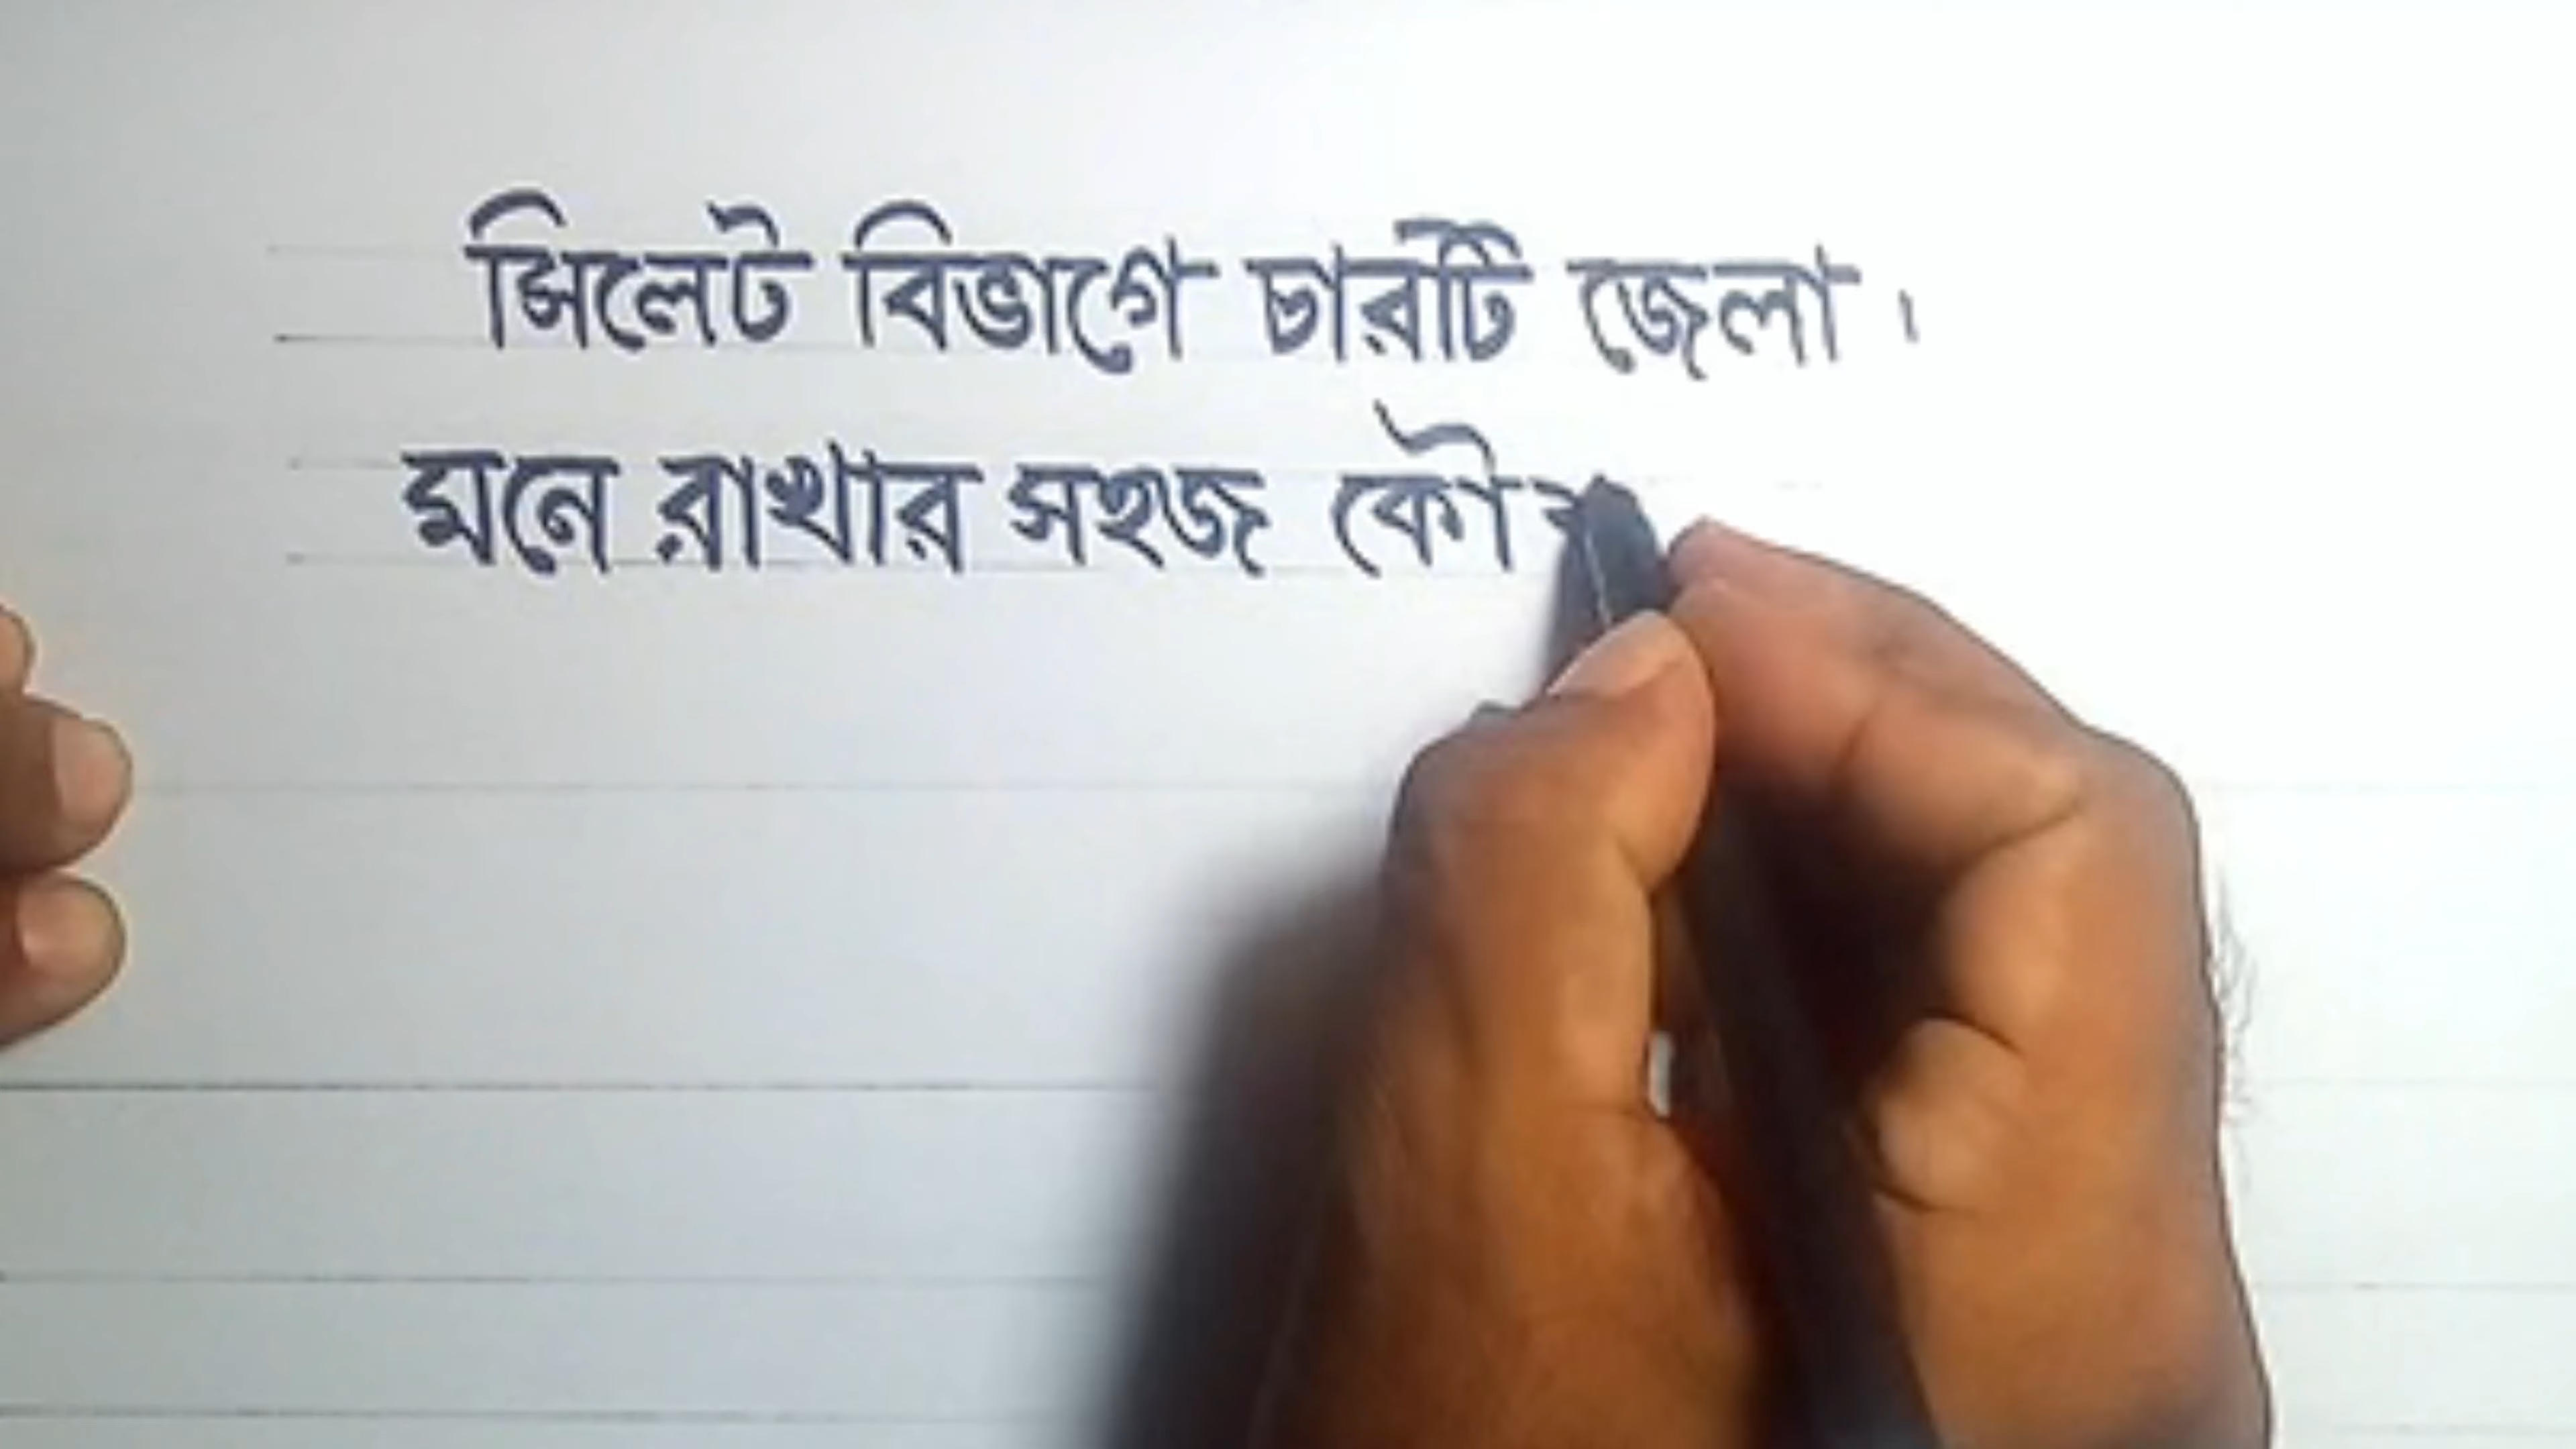 সিলেট বিভাগে চারটি জেলা।
মনে রাখার সহজ কৌ